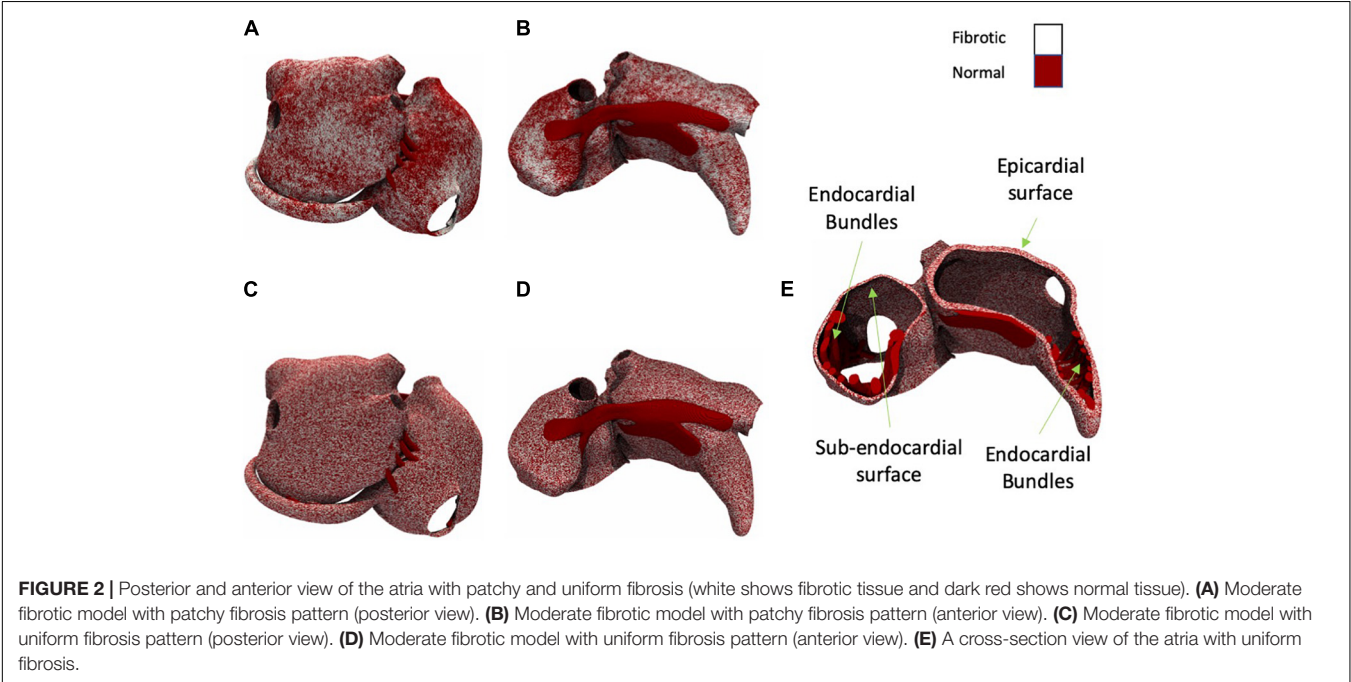 A
B
Fibrotic
Normal
Endocardial
Bundles
Epicardial
surface
C
D
E
Sub-endocardial
surface
Endocardial
Bundles
FIGURE 2 | Posterior and anterior view of the atria with patchy and uniform fibrosis (white shows fibrotic tissue and dark red shows normal tissue). (A) Moderate
fibrotic model with patchy fibrosis pattern (posterior view). (B) Moderate fibrotic model with patchy fibrosis pattern (anterior view). (C) Moderate fibrotic model with
uniform fibrosis pattern (posterior view). (D) Moderate fibrotic model with uniform fibrosis pattern (anterior view). (E) A cross-section view of the atria with uniform
fibrosis.